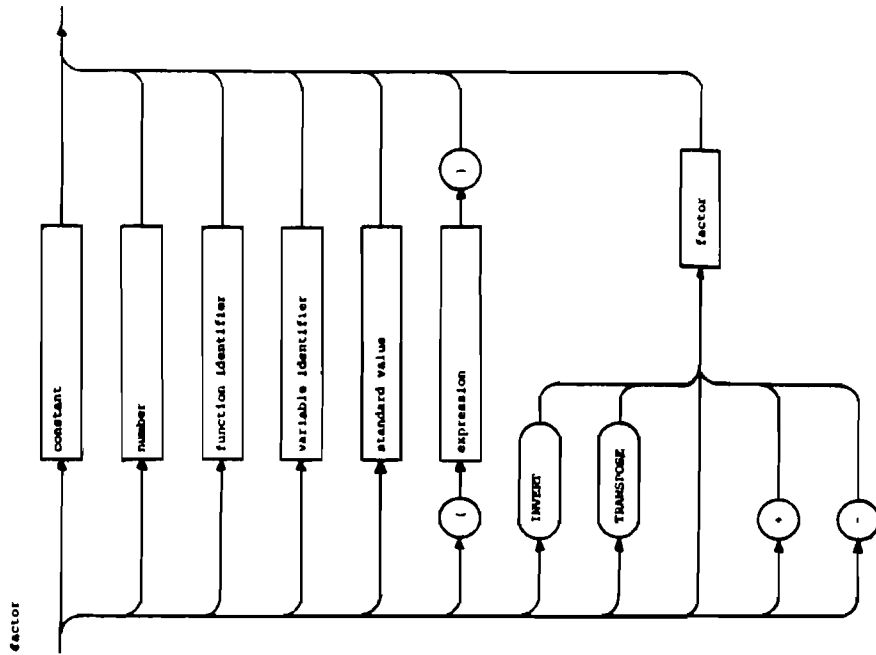 factor
constant
number
function identifier
variable identifier
standard value
( expression )
INVERT
TRANSPOSE
factor
+
-